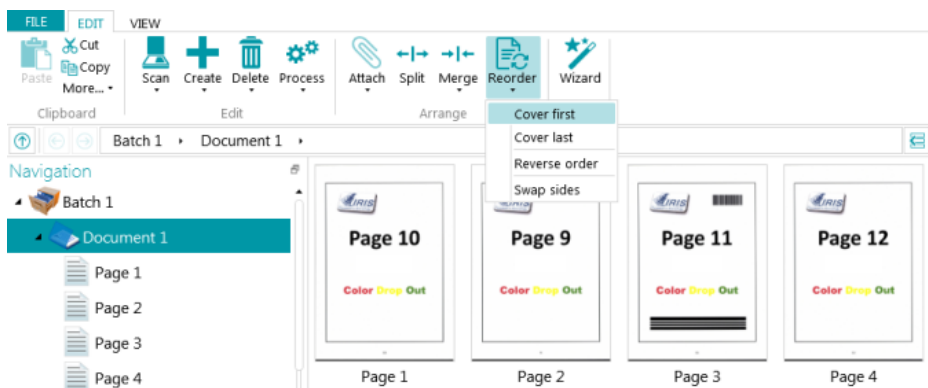 FILE EDIT VIEW
Cut
Copy
Paste
More...
Scan Create Delete Process Attach Split Merge Reorder Wizard
Clipboard Edit Arrange
Cover first
Cover last
Reverse order
Swap sides
Batch 1 Document 1
Navigation
Batch 1
Document 1
Page 1
Page 2
Page 3
Page 4
IRIS IRIS IRIS IRIS
Page 10 Page 9 Page 11 Page 12
Color Drop Out Color Drop Out Color Drop Out Color Drop Out
Page 1 Page 2 Page 3 Page 4